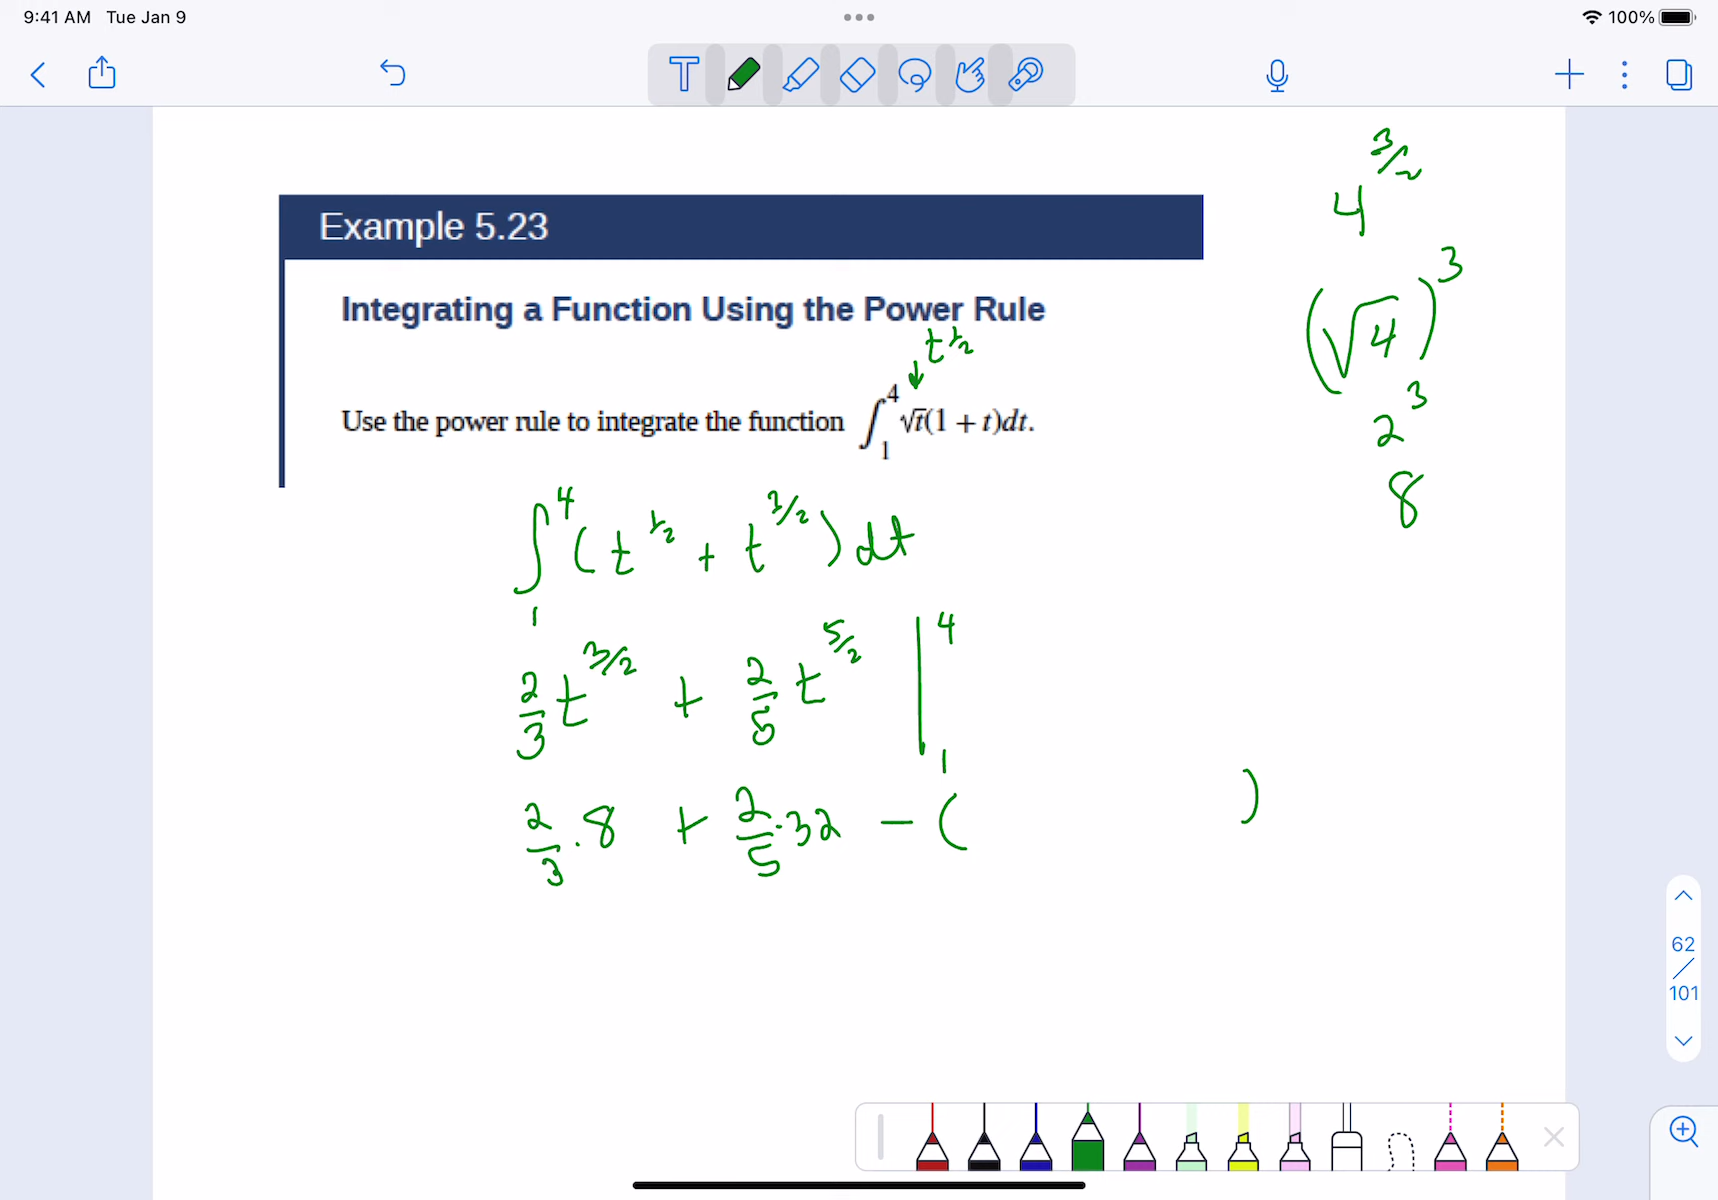 9:41 AM Tue Jan 9
100%
Example 5.23
Integrating a Function Using the Power Rule
t^1/2
Use the power rule to integrate the function ∫₁⁴ √t(1 + t)dt.
∫₁⁴ (t^1/2 + t^3/2) dt
2/3 t^3/2 + 2/5 t^5/2 |₁⁴
2/3 · 8 + 2/5 · 32 − ( )
4^3/2
(√4)^3
2^3
8
62
/
101